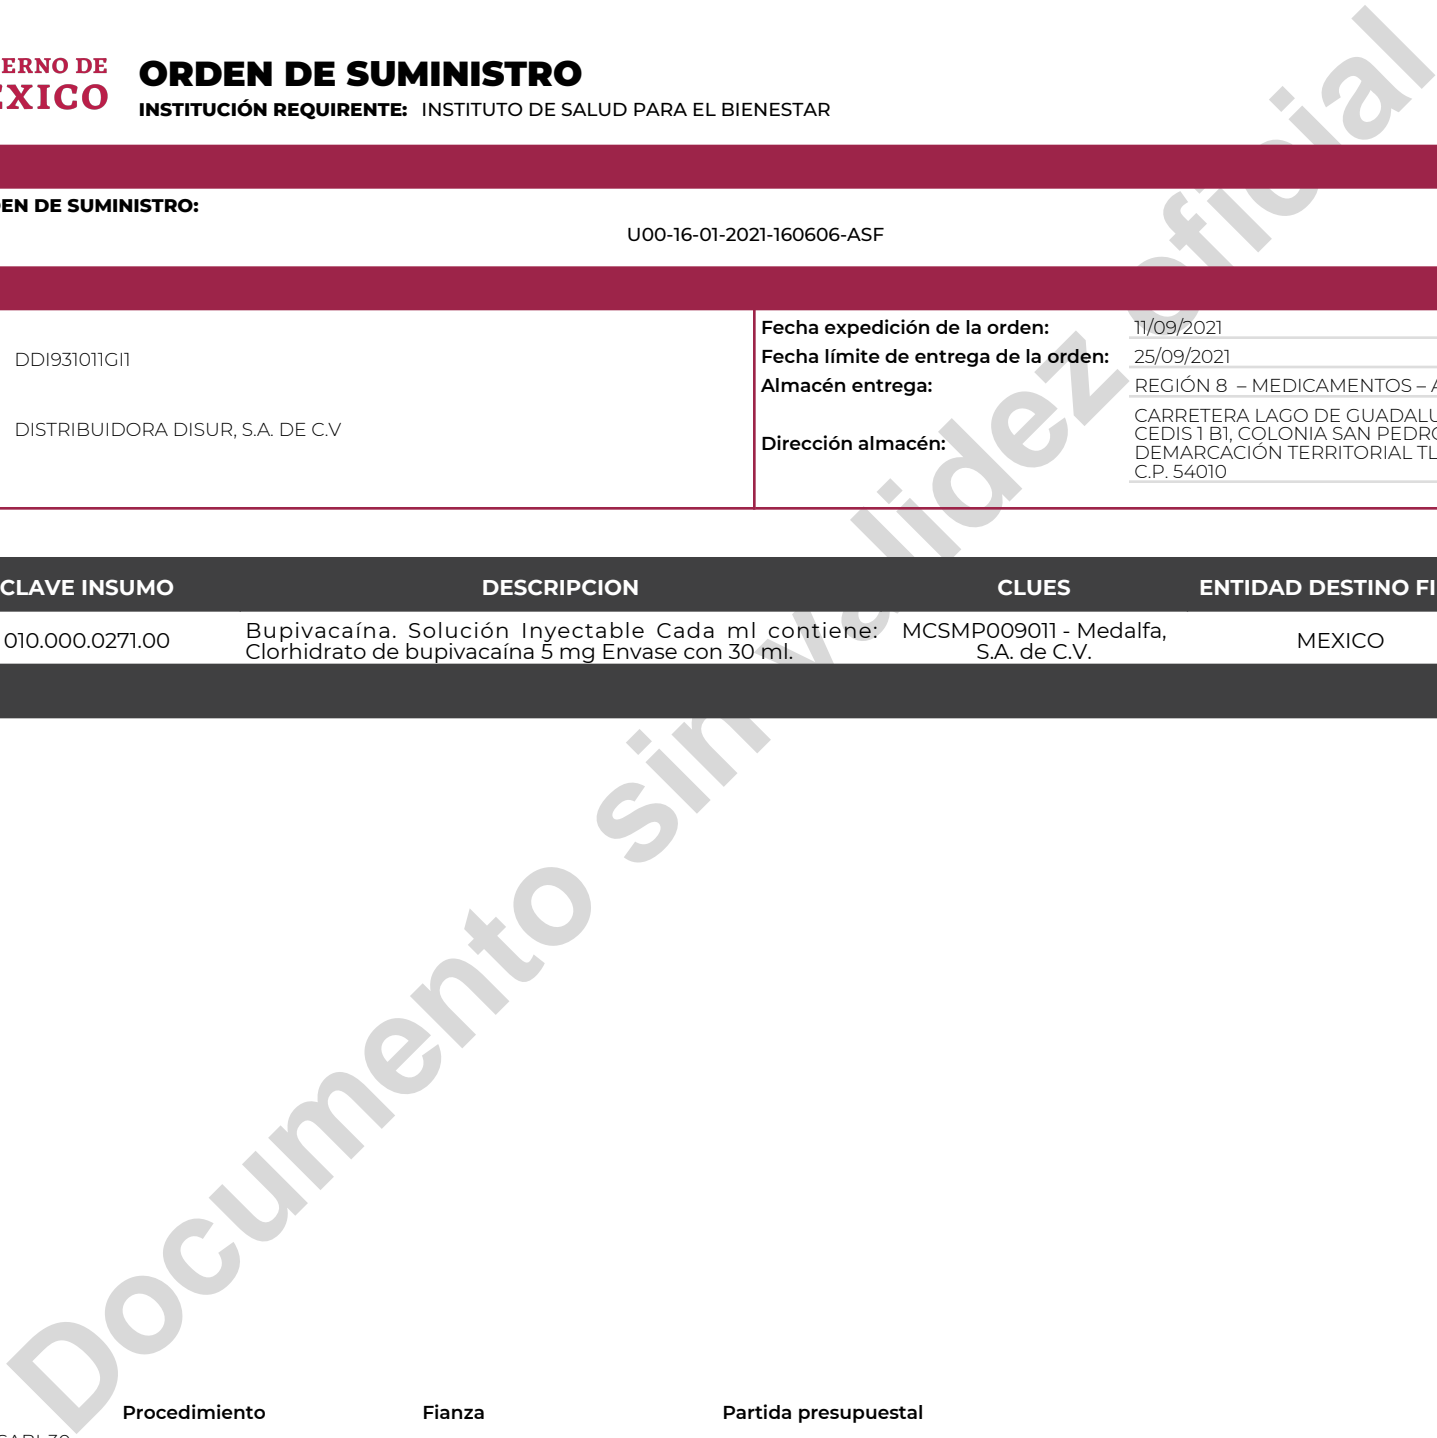 ERNO DE
ORDEN DE SUMINISTRO
EXICO
INSTITUCIÓN REQUIRENTE: INSTITUTO DE SALUD PARA EL BIENESTAR
EN DE SUMINISTRO:
U00-16-01-2021-160606-ASF
DDI931011GI1
DISTRIBUIDORA DISUR, S.A. DE C.V
Fecha expedición de la orden: 11/09/2021
Fecha límite de entrega de la orden: 25/09/2021
Almacén entrega: REGIÓN 8 – MEDICAMENTOS – A
Dirección almacén: CARRETERA LAGO DE GUADALU
CEDIS 1 B1, COLONIA SAN PEDRO
DEMARCACIÓN TERRITORIAL TL
C.P. 54010
CLAVE INSUMO DESCRIPCION CLUES ENTIDAD DESTINO FI
010.000.0271.00 Bupivacaína. Solución Inyectable Cada ml contiene: MCSMP009011 - Medalfa, MEXICO
Clorhidrato de bupivacaína 5 mg Envase con 30 ml. S.A. de C.V.
Documento sin validez oficial
Procedimiento Fianza Partida presupuestal